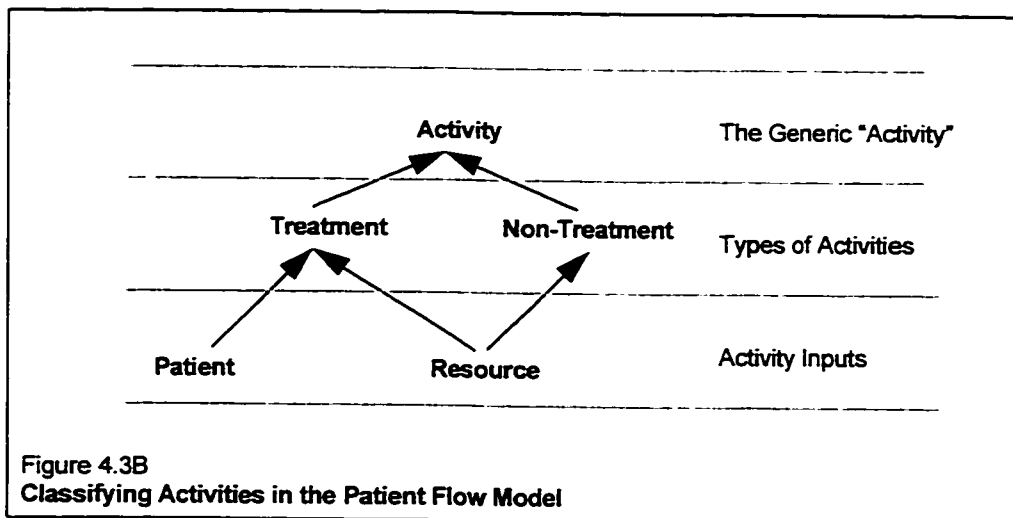 Activity
The Generic "Activity"
Treatment
Non-Treatment
Types of Activities
Patient
Resource
Activity Inputs
Figure 4.3B
Classifying Activities in the Patient Flow Model